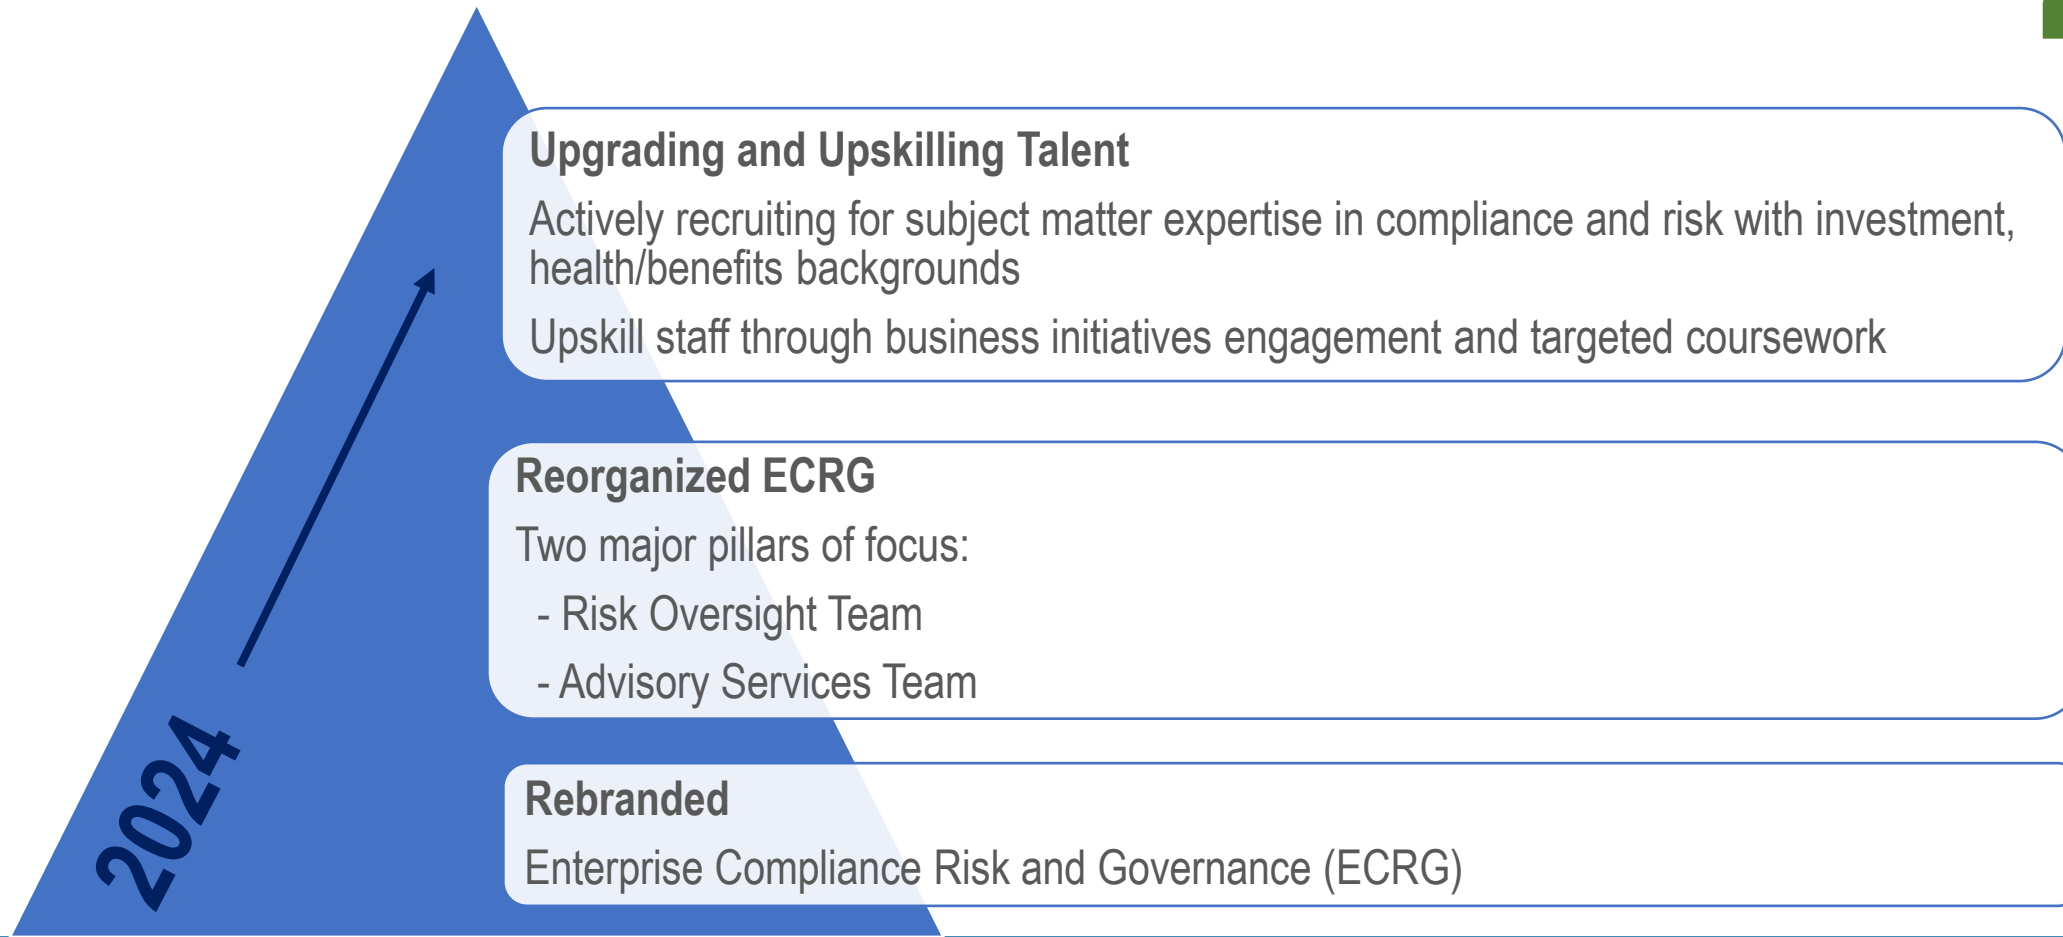 Upgrading and Upskilling Talent
Actively recruiting for subject matter expertise in compliance and risk with investment,
health/benefits backgrounds
Upskill staff through business initiatives engagement and targeted coursework
Reorganized ECRG
Two major pillars of focus:
- Risk Oversight Team
- Advisory Services Team
2024
Rebranded
Enterprise Compliance Risk and Governance (ECRG)